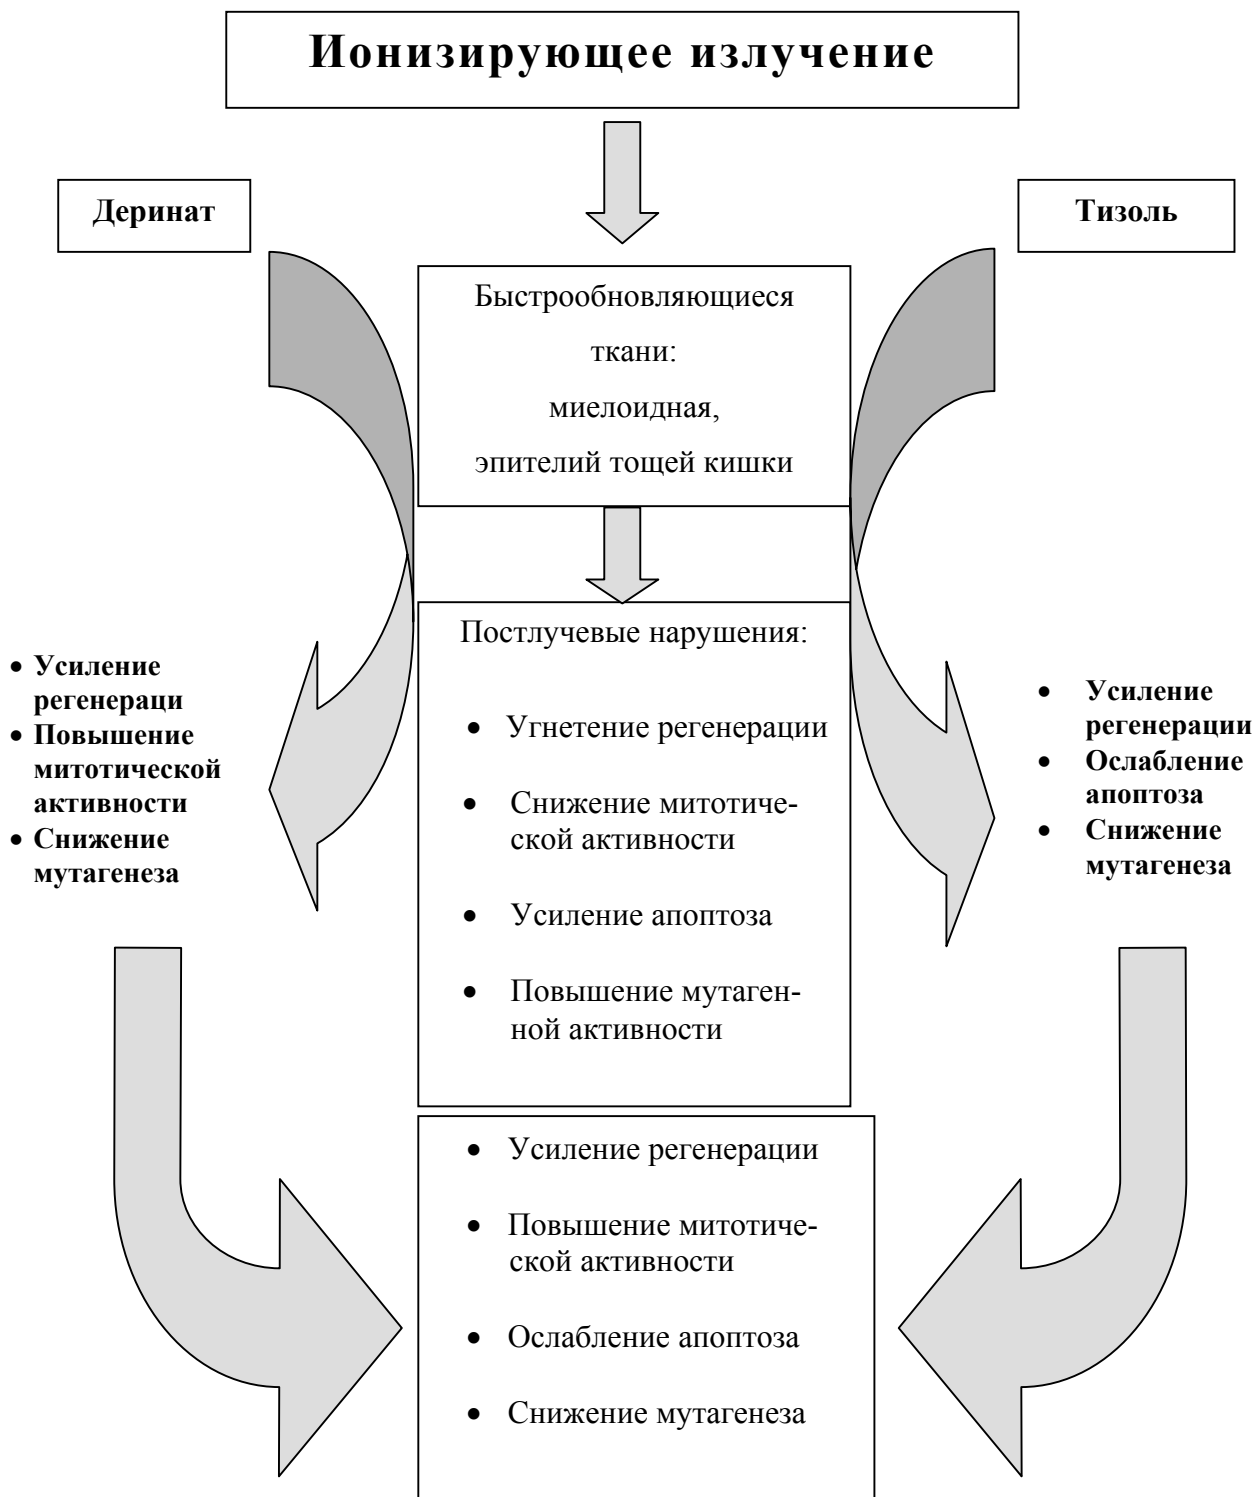 Ионизирующее излучение
Деринат
Тизоль
Быстрообновляющиеся
ткани:
миелоидная,
эпителий тощей кишки
Постлучевые нарушения:
• Угнетение регенерации
• Снижение митотиче-
ской активности
• Усиление апоптоза
• Повышение мутаген-
ной активности
• Усиление
регенераци
• Повышение
митотической
активности
• Снижение
мутагенеза
• Усиление
регенерации
• Ослабление
апоптоза
• Снижение
мутагенеза
• Усиление регенерации
• Повышение митотиче-
ской активности
• Ослабление апоптоза
• Снижение мутагенеза